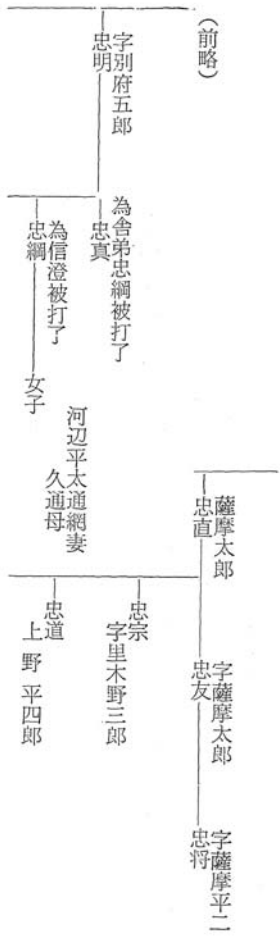 (前略)
字別府五郎
忠明
為舎弟忠綱被打了
忠真
為信澄被打了
忠綱
女子
河辺平太通綱妻
久通母
薩摩太郎
忠直
字薩摩太郎
忠友
字薩摩平二
忠将
忠宗
字里木野三郎
忠道
上野平四郎